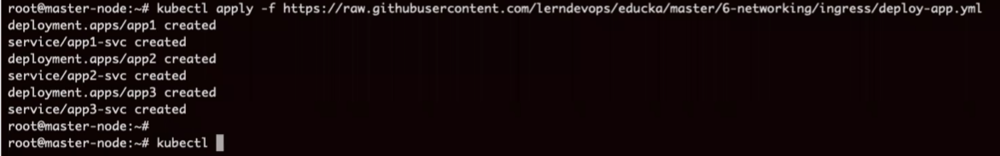 root@master-node:~# kubectl apply -f https://raw.githubusercontent.com/lerndevops/educka/master/6-networking/ingress/deploy-app.yml
deployment.apps/app1 created
service/app1-svc created
deployment.apps/app2 created
service/app2-svc created
deployment.apps/app3 created
service/app3-svc created
root@master-node:~#
root@master-node:~# kubectl